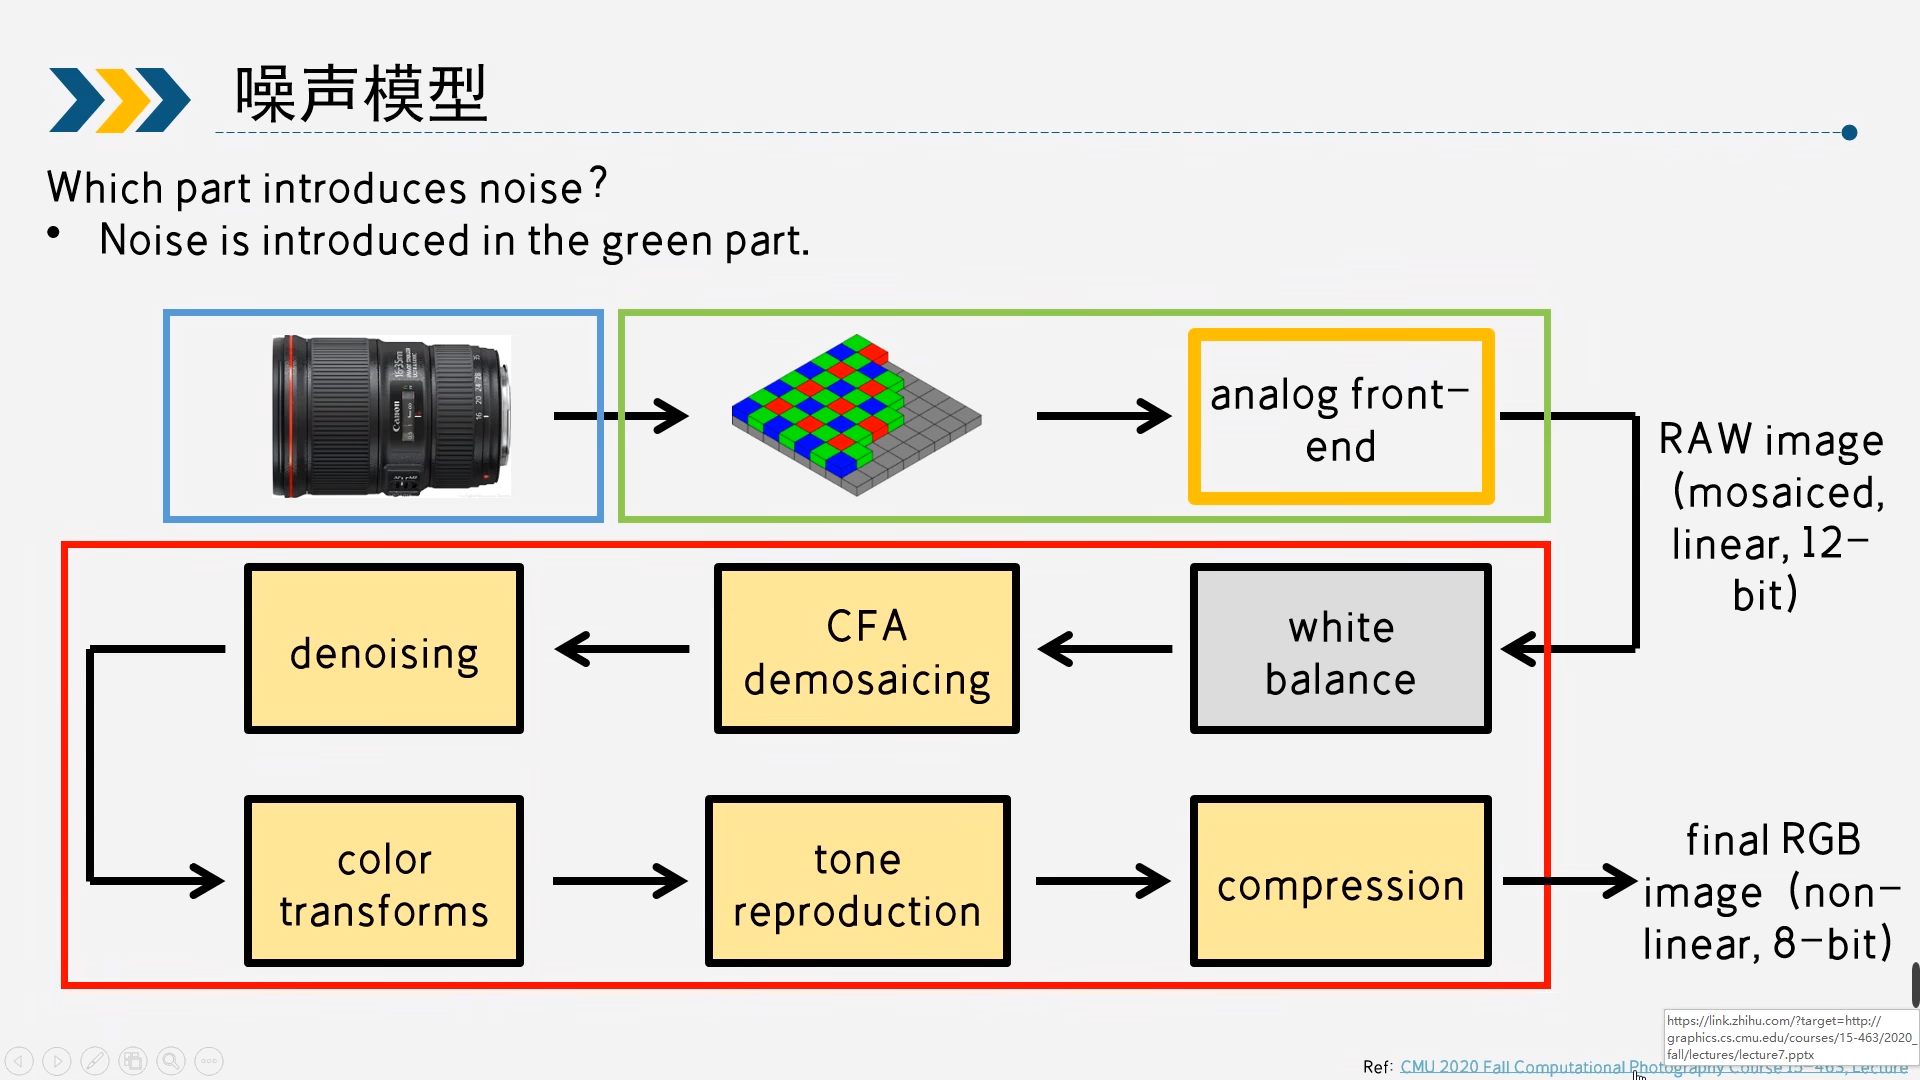 噪声模型
Which part introduces noise?
• Noise is introduced in the green part.
Canon
analog front-
end
RAW image
(mosaiced,
linear, 12-
bit)
denoising
CFA
demosaicing
white
balance
color
transforms
tone
reproduction
compression
final RGB
image (non-
linear, 8-bit)
https://link.zhihu.com/?target=http://
graphics.cs.cmu.edu/courses/15-463/2020_
fall/lectures/lecture7.pptx
Ref: CMU 2020 Fall Computational Photography Course 15-463, Lecture